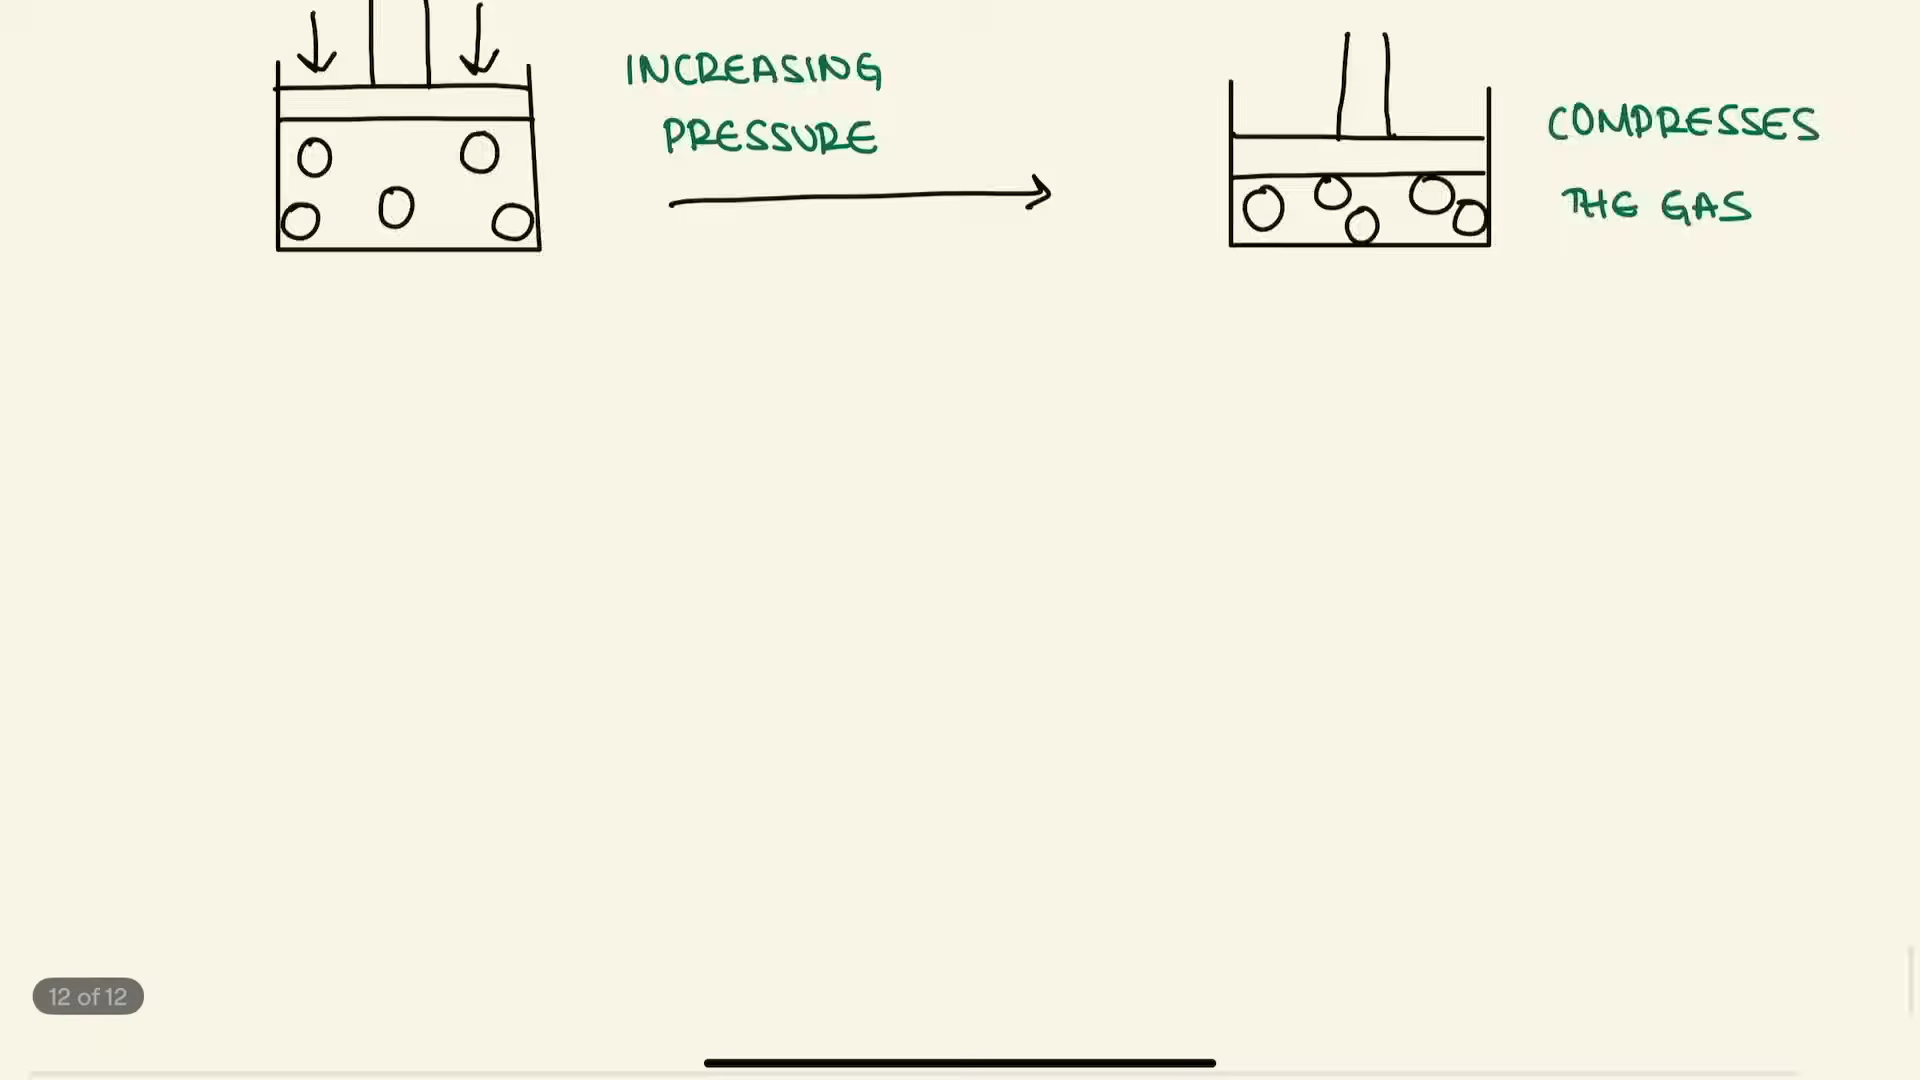 INCREASING
PRESSURE
COMPRESSES
THE GAS
12 of 12